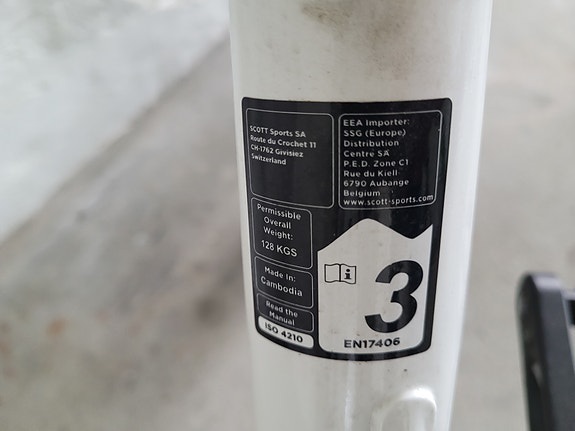 SCOTT Sports SA
Route du Crochet 11
CH-1762 Givisiez
Switzerland
EEA Importer:
SSG (Europe)
Distribution
Centre SA
P.E.D. Zone C1
Rue du Kiell
6790 Aubange
Belgium
www.scott-sports.com
Permissible
Overall
Weight:
128 KGS
Made In:
Cambodia
Read the
Manual
ISO 4210
i
3
EN17406